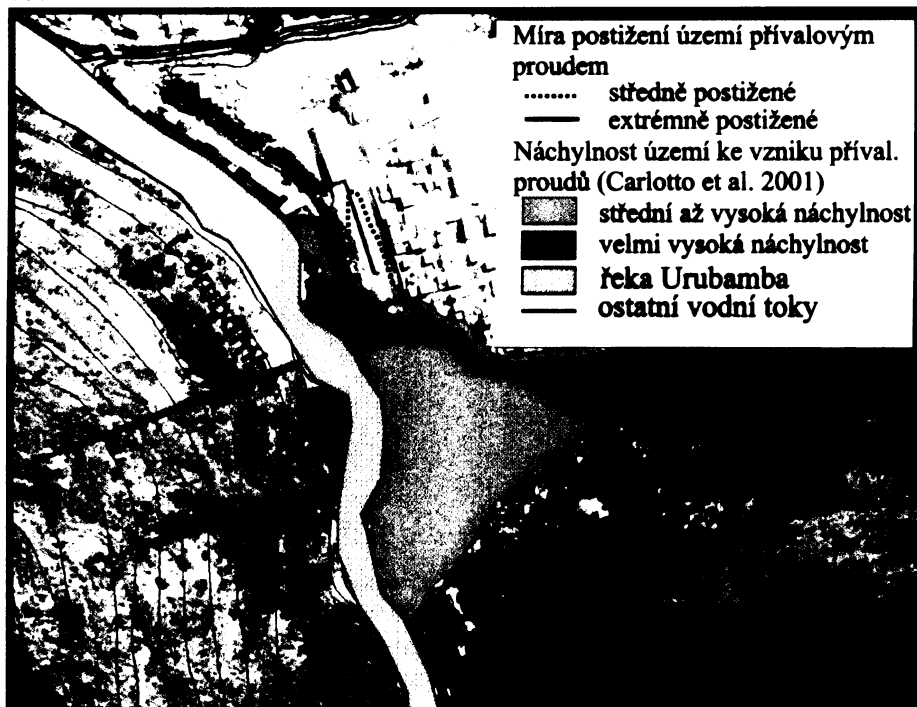 Míra postižení území přívalovým
proudem
středně postižené
extrémně postižené
Náchylnost území ke vzniku příval.
proudů (Carlotto et al. 2001)
střední až vysoká náchylnost
velmi vysoká náchylnost
řeka Urubamba
ostatní vodní toky